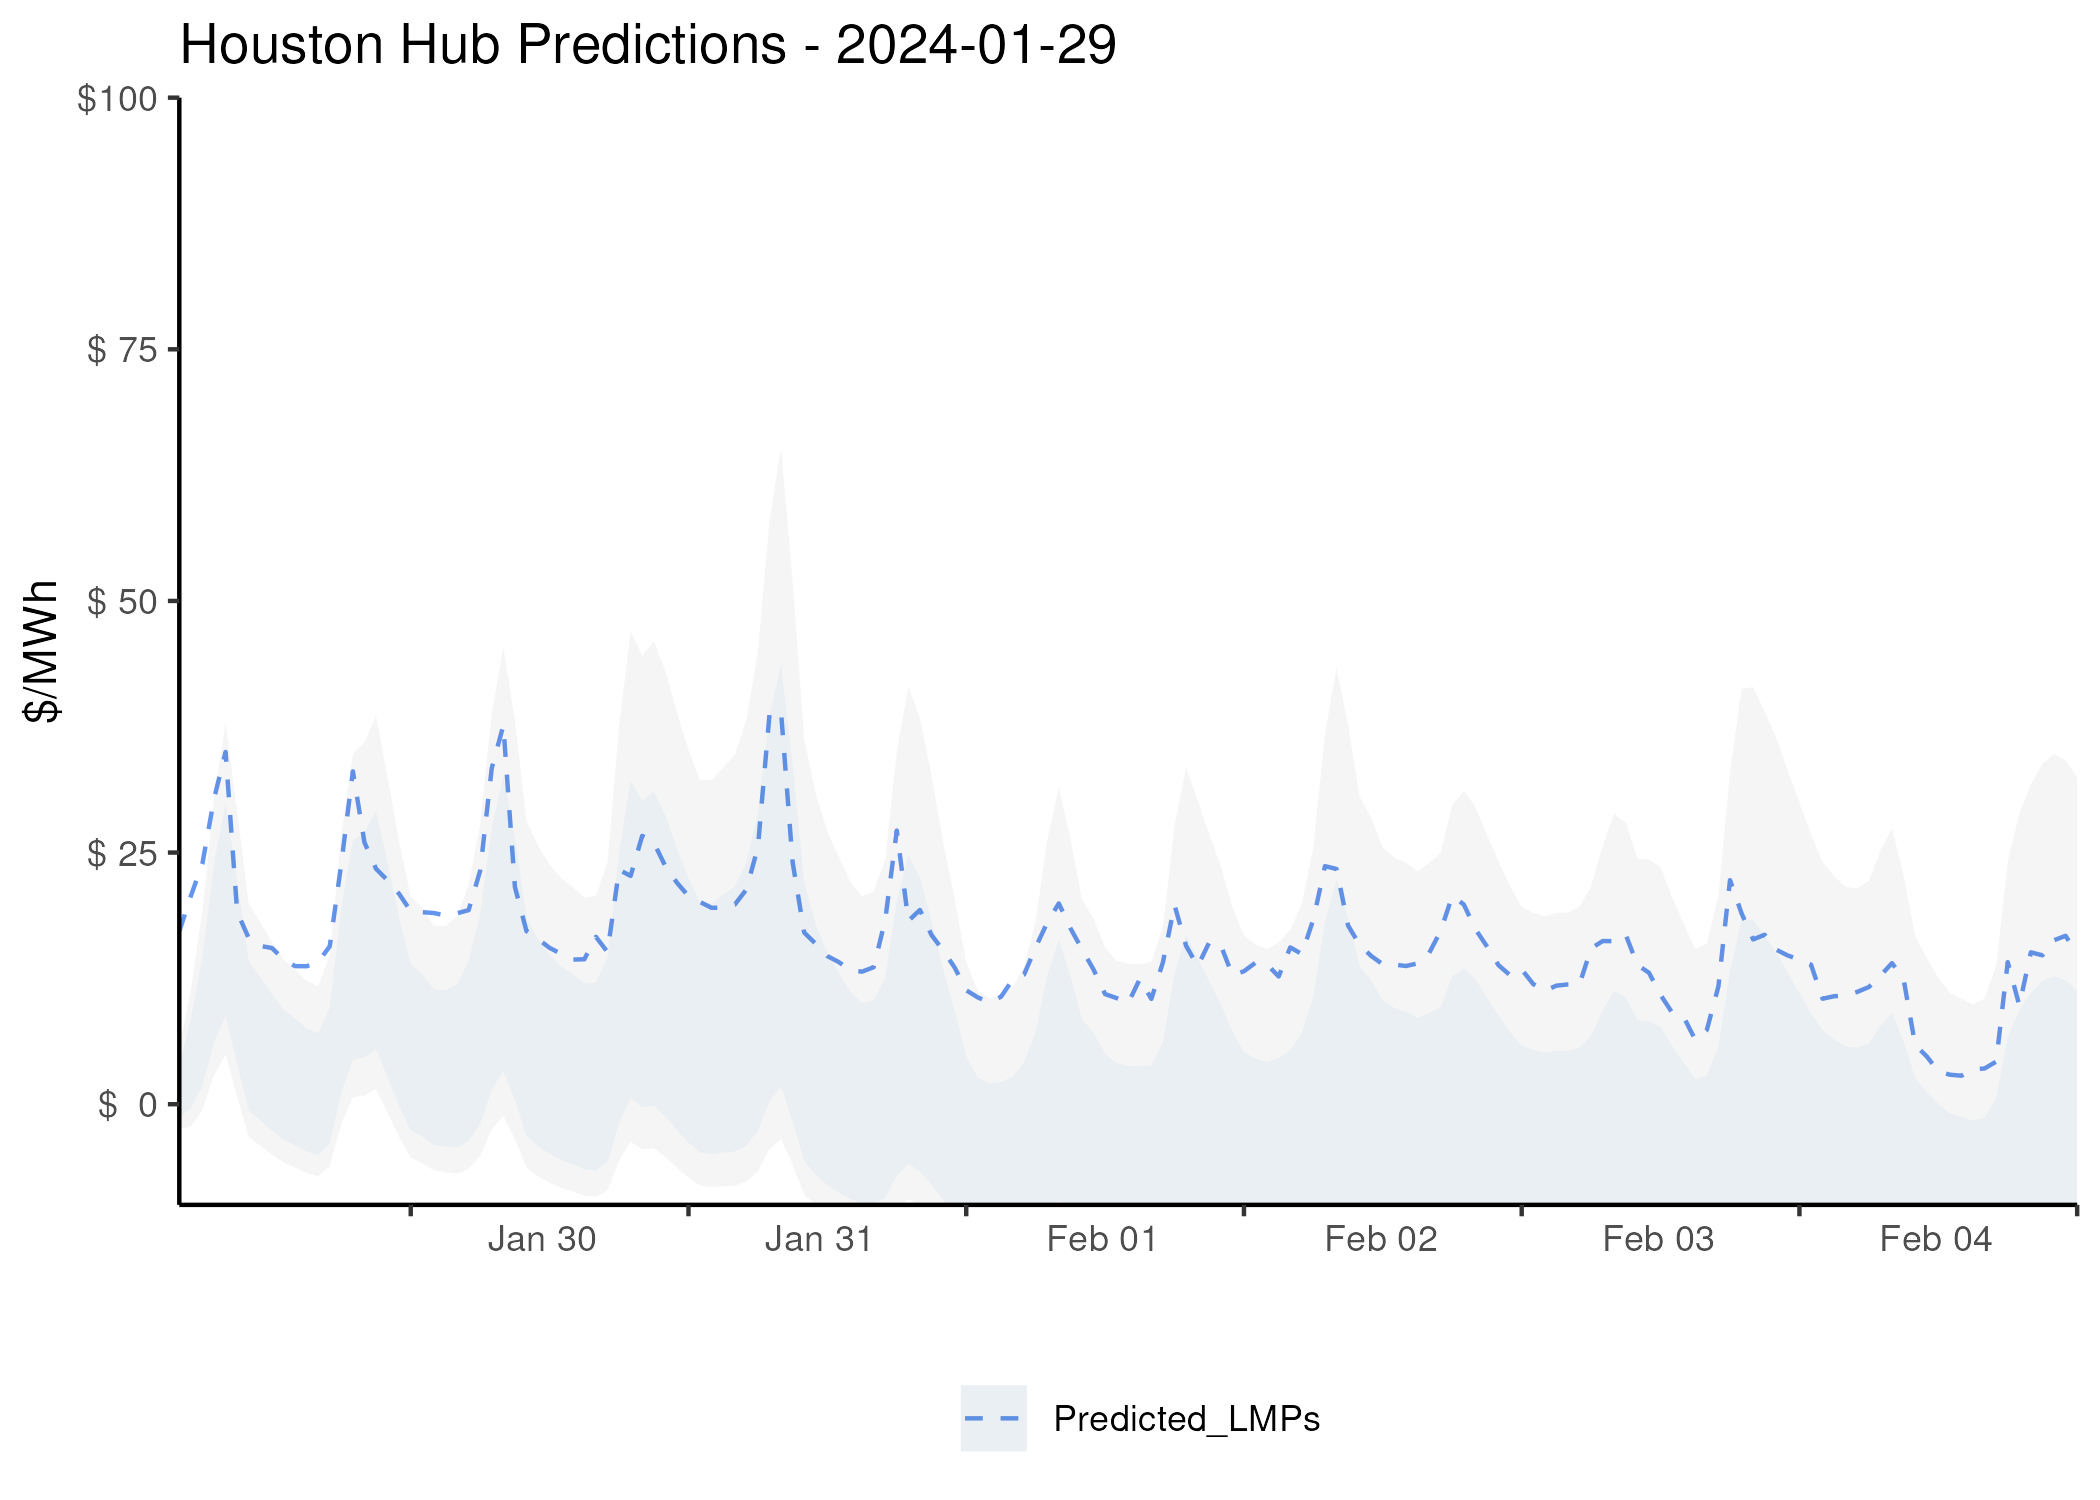 Houston Hub Predictions - 2024-01-29
$100
$ 75
$ 50
$ 25
$ 0
$/MWh
Jan 30 Jan 31 Feb 01 Feb 02 Feb 03 Feb 04
Predicted_LMPs